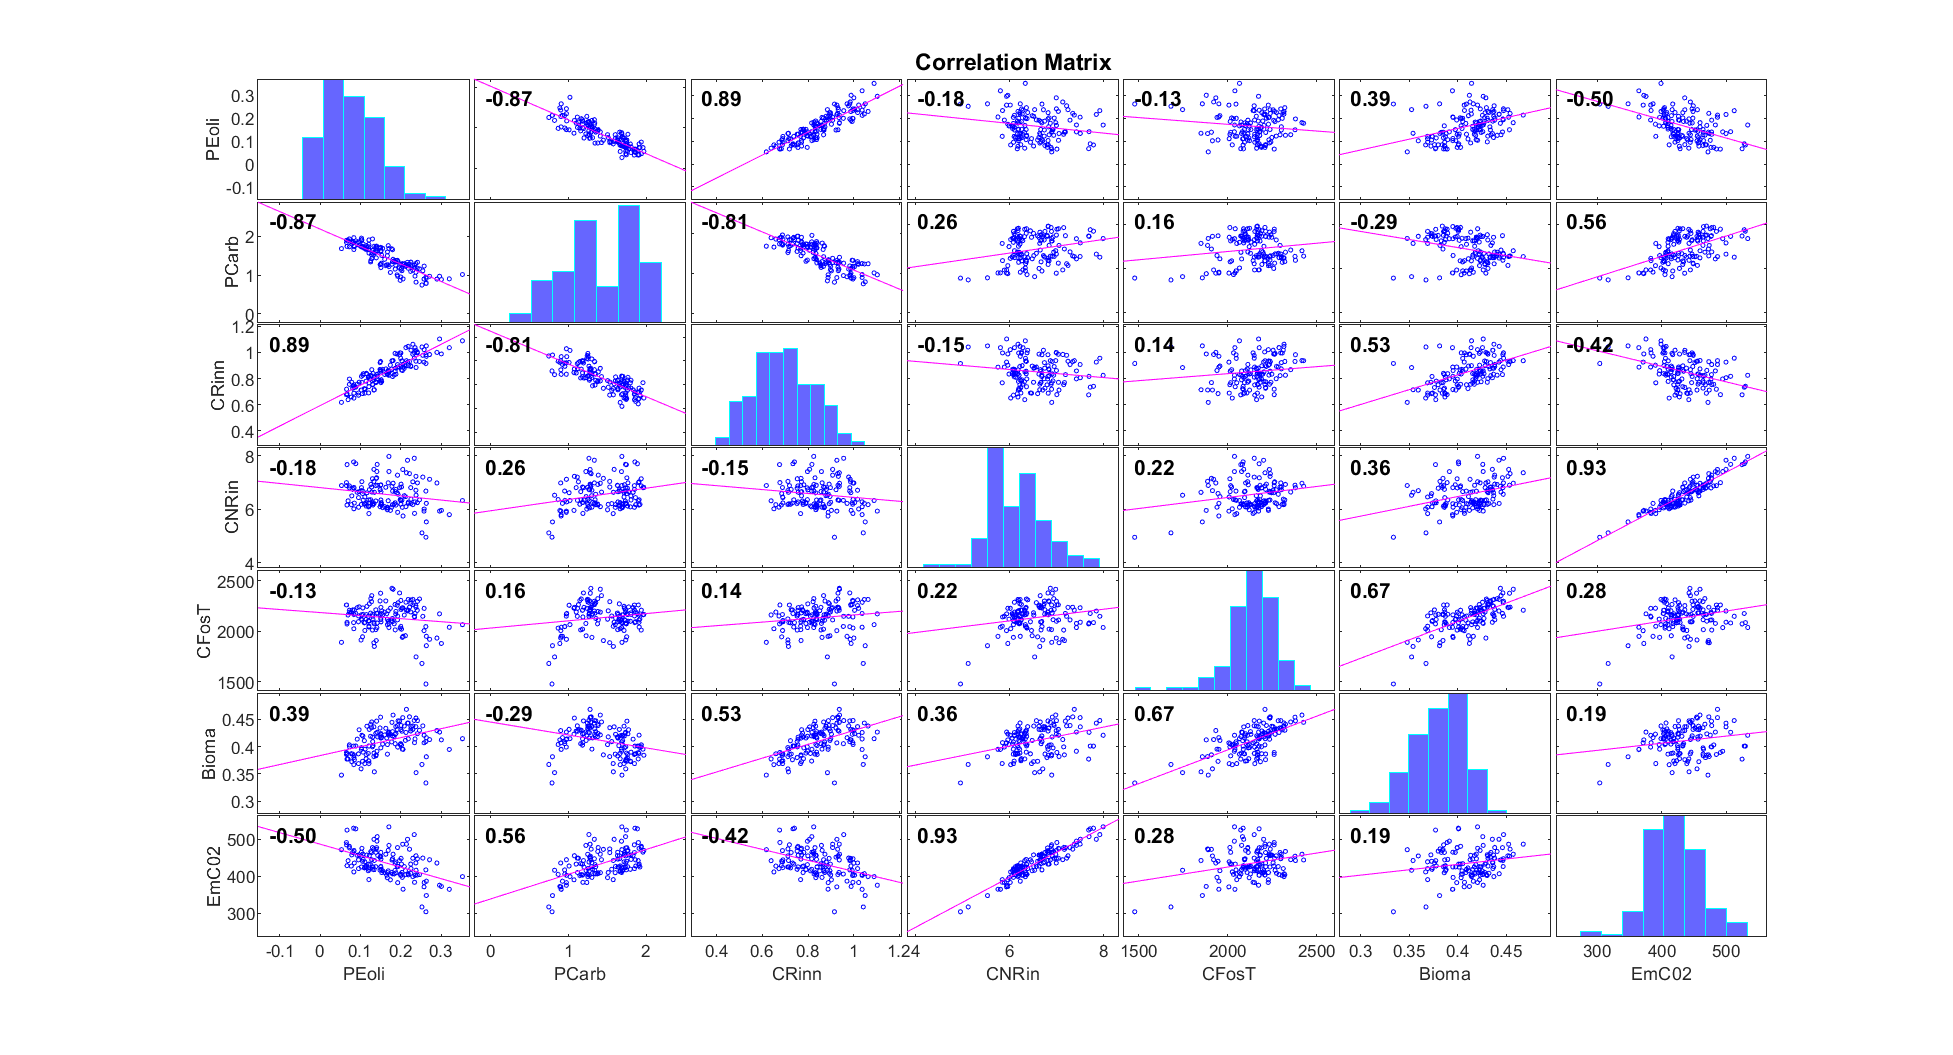 Correlation Matrix
-0.87 0.89 -0.18 -0.13 0.39 -0.50
0.3
0.2
0.1
0
-0.1
PEoli
-0.87 -0.81 0.26 0.16 -0.29 0.56
2
1
0
PCarb
0.89 -0.81 -0.15 0.14 0.53 -0.42
1.2
1
0.8
0.6
0.4
CRinn
-0.18 0.26 -0.15 0.22 0.36 0.93
8
6
4
CNRin
-0.13 0.16 0.14 0.22 0.67 0.28
2500
2000
1500
CFosT
0.39 -0.29 0.53 0.36 0.67 0.19
0.45
0.4
0.35
0.3
Bioma
-0.50 0.56 -0.42 0.93 0.28 0.19
500
400
300
EmC02
-0.1 0 0.1 0.2 0.3 0 1 2 0.4 0.6 0.8 1 1.2 4 6 8 1500 2000 2500 0.3 0.35 0.4 0.45 300 400 500
PEoli PCarb CRinn CNRin CFosT Bioma EmC02